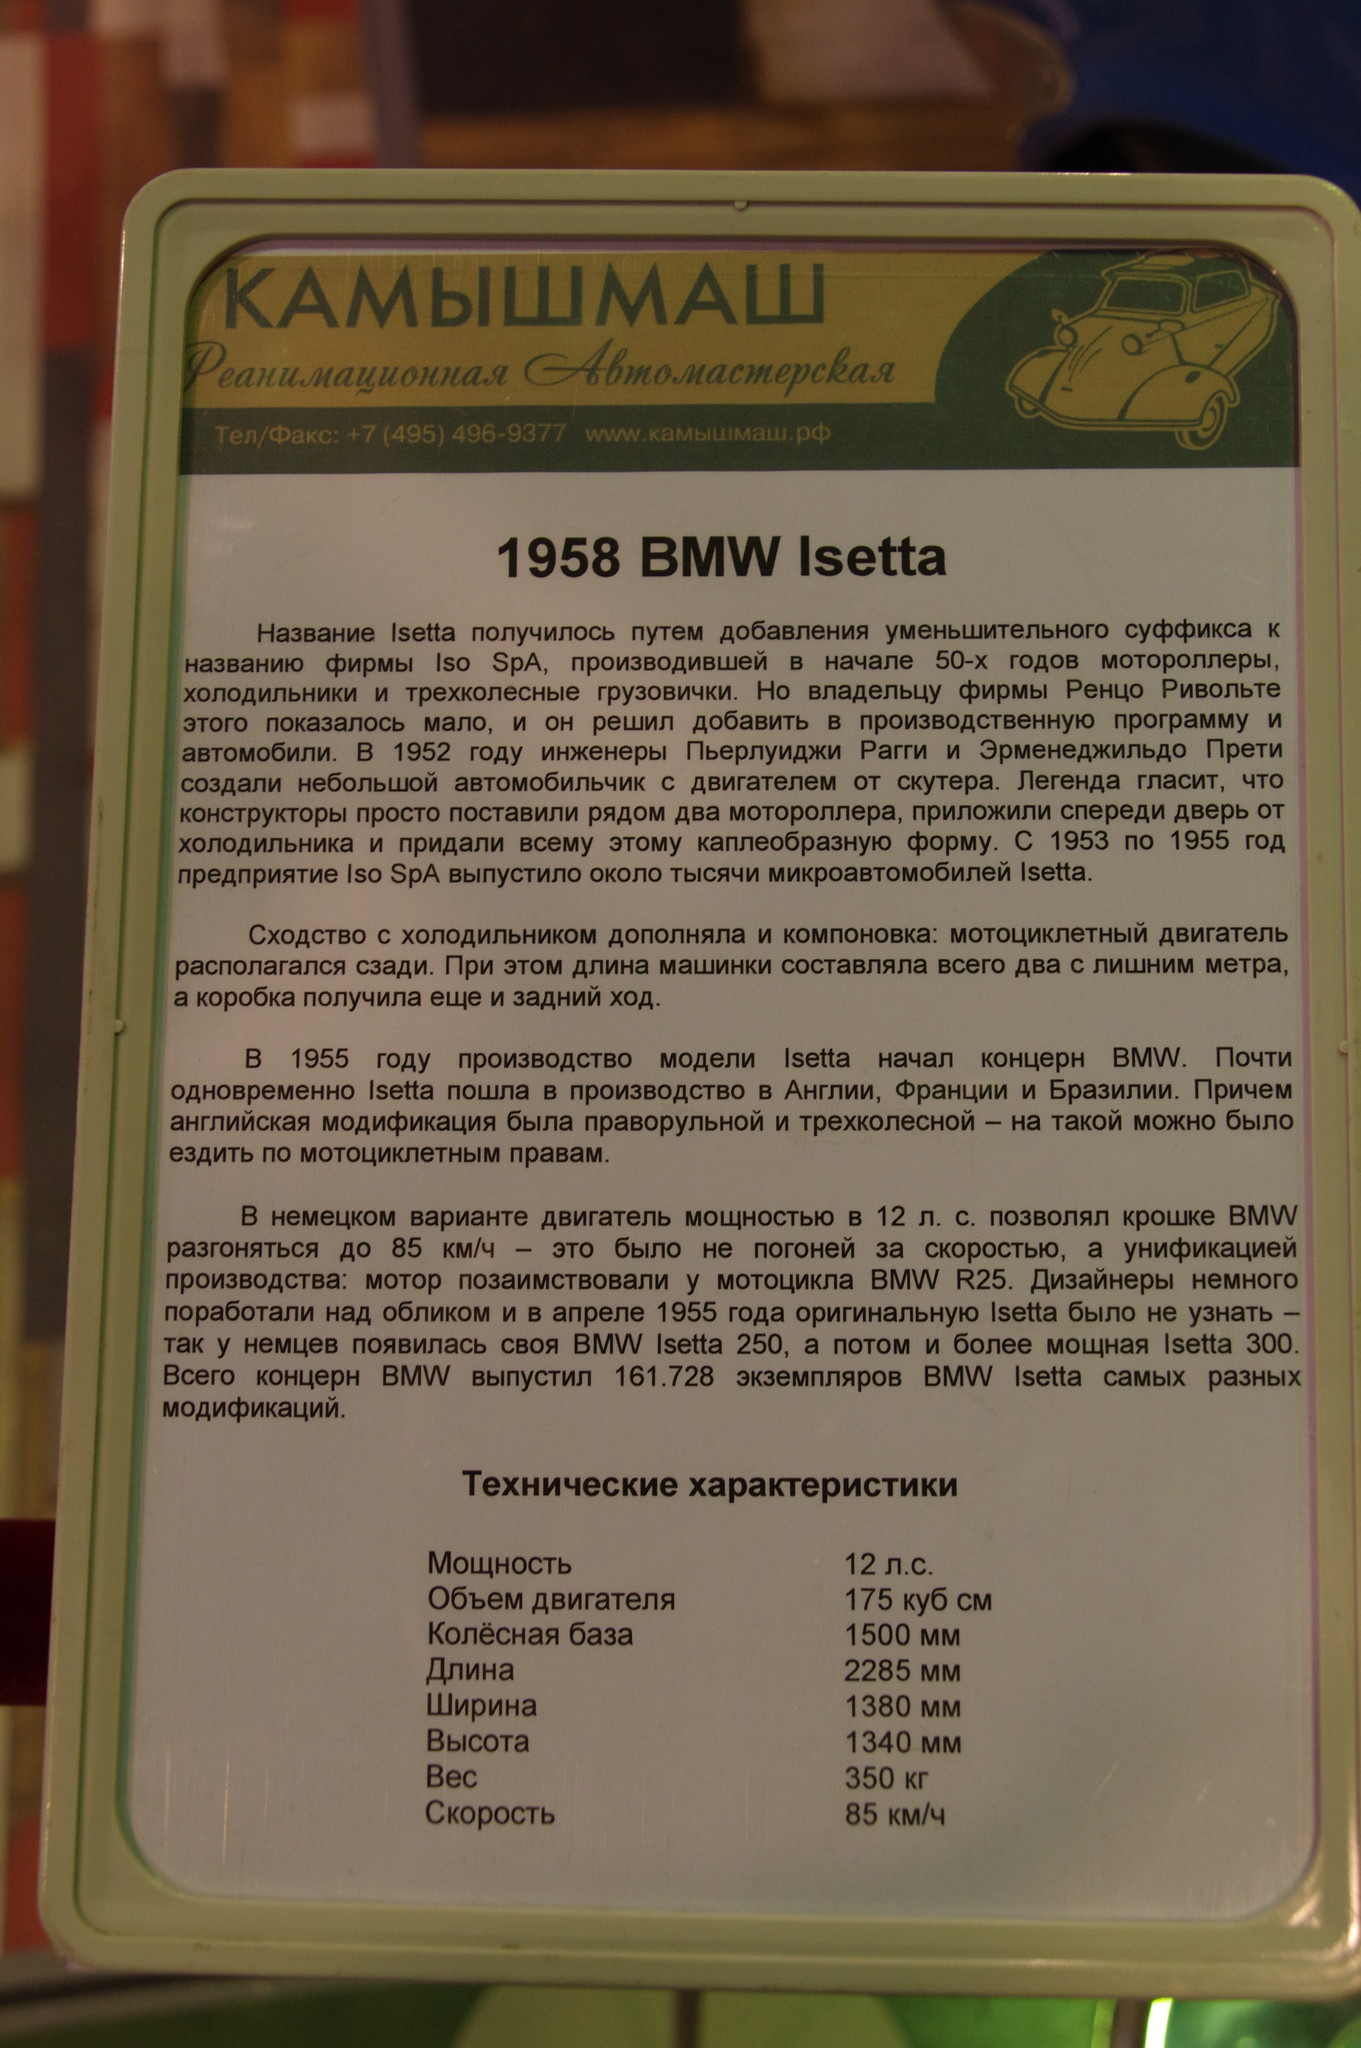 КАМЫШМАШ
Реанимационная Автомастерская
Тел/Факс: +7 (495) 496-9377 www.камышмаш.рф
1958 BMW Isetta
Название Isetta получилось путем добавления уменьшительного суффикса к
названию фирмы Iso SpA, производившей в начале 50-х годов мотороллеры,
холодильники и трехколесные грузовички. Но владельцу фирмы Ренцо Ривольте
этого показалось мало, и он решил добавить в производственную программу и
автомобили. В 1952 году инженеры Пьерлуиджи Рагги и Эрменеджильдо Прети
создали небольшой автомобильчик с двигателем от скутера. Легенда гласит, что
конструкторы просто поставили рядом два мотороллера, приложили спереди дверь от
холодильника и придали всему этому каплеобразную форму. С 1953 по 1955 год
предприятие Iso SpA выпустило около тысячи микроавтомобилей Isetta.
Сходство с холодильником дополняла и компоновка: мотоциклетный двигатель
располагался сзади. При этом длина машинки составляла всего два с лишним метра,
а коробка получила еще и задний ход.
В 1955 году производство модели Isetta начал концерн BMW. Почти
одновременно Isetta пошла в производство в Англии, Франции и Бразилии. Причем
английская модификация была праворульной и трехколесной – на такой можно было
ездить по мотоциклетным правам.
В немецком варианте двигатель мощностью в 12 л. с. позволял крошке BMW
разгоняться до 85 км/ч – это было не погоней за скоростью, а унификацией
производства: мотор позаимствовали у мотоцикла BMW R25. Дизайнеры немного
поработали над обликом и в апреле 1955 года оригинальную Isetta было не узнать –
так у немцев появилась своя BMW Isetta 250, а потом и более мощная Isetta 300.
Всего концерн BMW выпустил 161.728 экземпляров BMW Isetta самых разных
модификаций.
Технические характеристики
Мощность 12 л.с.
Объем двигателя 175 куб см
Колёсная база 1500 мм
Длина 2285 мм
Ширина 1380 мм
Высота 1340 мм
Вес 350 кг
Скорость 85 км/ч